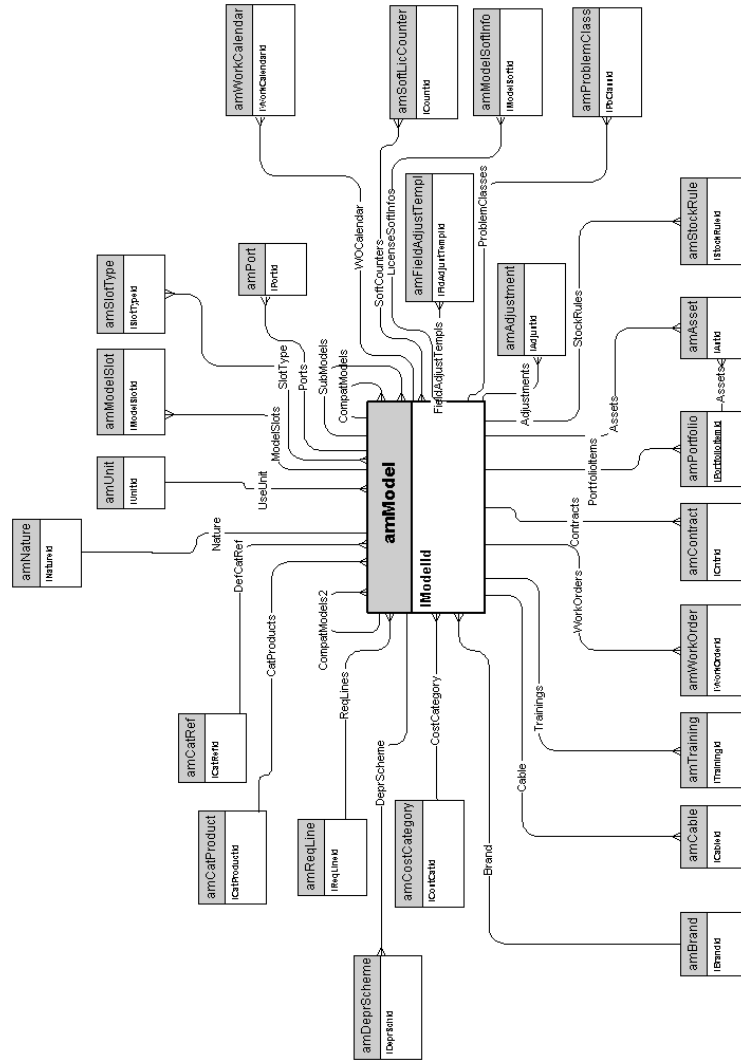 amNature
lNatureId
amUnit
lUnitId
amModelSlot
lModelSlotId
amSlotType
lSlotTypeId
amCatRef
lCatRefId
amCatProduct
lCatProductId
Nature
DefCatRef
amWorkCalendar
lWorkCalendarId
amPort
lPortId
UseUnit
CatProducts
ModelSlots
SlotType
Ports
amReqLine
lReqLineId
CompatModels2
SubModels
CompatModels
ReqLines
WOCalendar
amDeprScheme
lDeprSchId
DeprScheme
amModel
lModelId
SoftCounters
LicenseSoftInfos
amSoftLicCounter
lCountId
amCostCategory
lCostCatId
CostCategory
amFieldAdjustTempl
lFldAdjustTemplId
FieldAdjustTempls
amModelSoftInfo
lModelSoftId
ProblemClasses
Brand
Cable
Trainings
amAdjustment
lAdjustId
Adjustments
amProblemClass
lPbClassId
WorkOrders
Contracts
PortfolioItems
Assets
StockRules
amBrand
lBrandId
amCable
lCableId
amTraining
lTrainingId
amWorkOrder
lWorkOrderId
amContract
lCntrId
amPortfolio
lPortfolioItemId
Assets
amAsset
lAstId
amStockRule
lStockRuleId